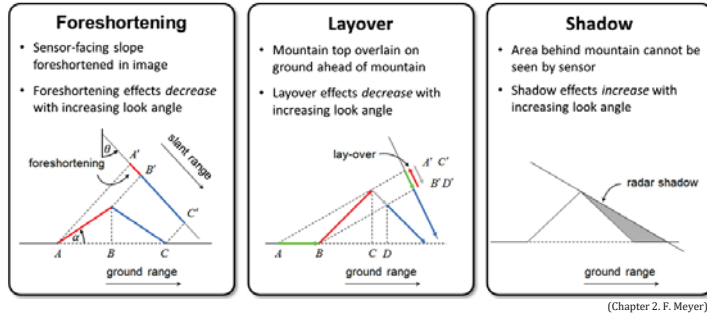 Foreshortening
• Sensor-facing slope
foreshortened in image
• Foreshortening effects decrease
with increasing look angle
θ
A'
B'
foreshortening
slant range
C'
α
A B C
ground range
Layover
• Mountain top overlain on
ground ahead of mountain
• Layover effects decrease with
increasing look angle
lay-over
A' C'
B' D'
A B C D
ground range
Shadow
• Area behind mountain cannot be
seen by sensor
• Shadow effects increase with
increasing look angle
radar shadow
ground range
(Chapter 2. F. Meyer)